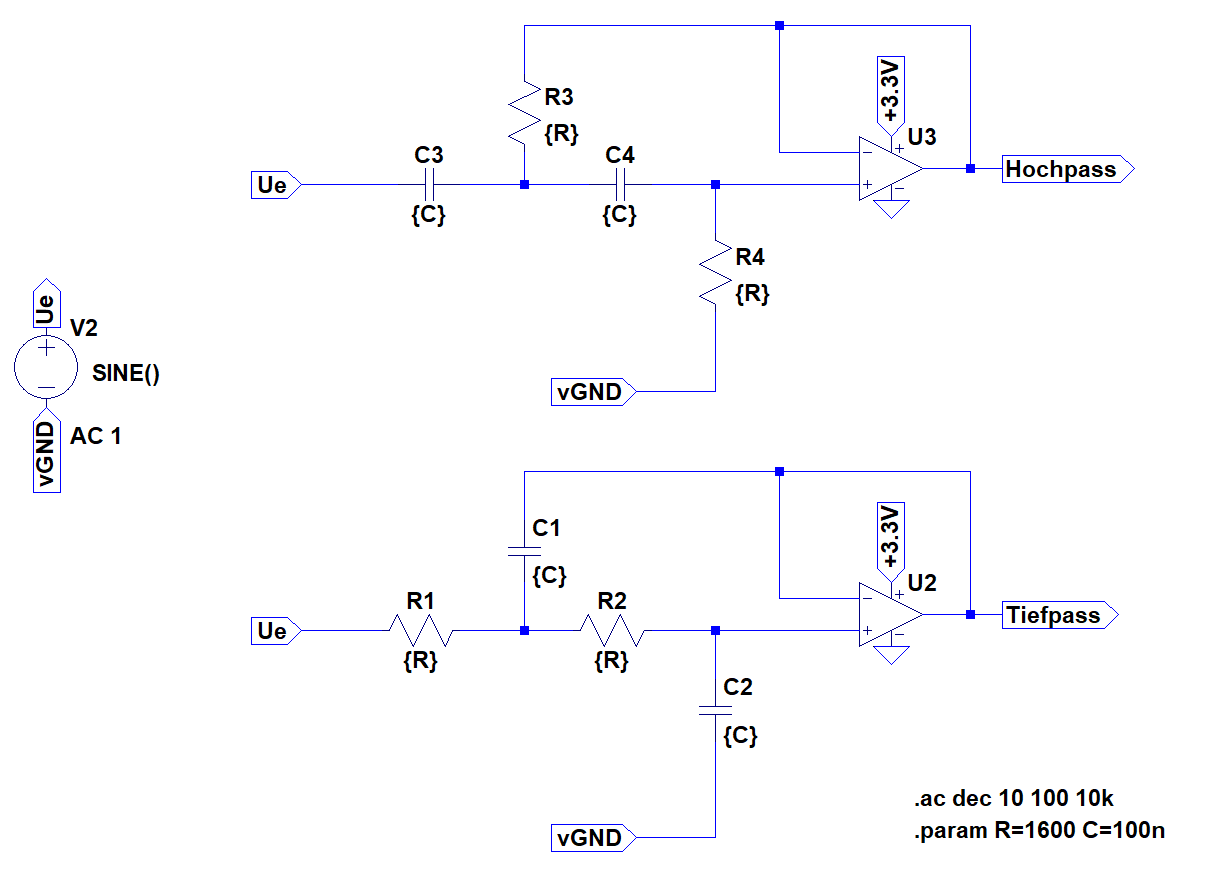 R3
{R}
+3.3V
U3
C3
{C}
C4
{C}
Ue
Hochpass
R4
{R}
vGND
Ue
V2
SINE()
vGND
AC 1
C1
{C}
+3.3V
U2
Ue
R1
{R}
R2
{R}
Tiefpass
C2
{C}
vGND
.ac dec 10 100 10k
.param R=1600 C=100n